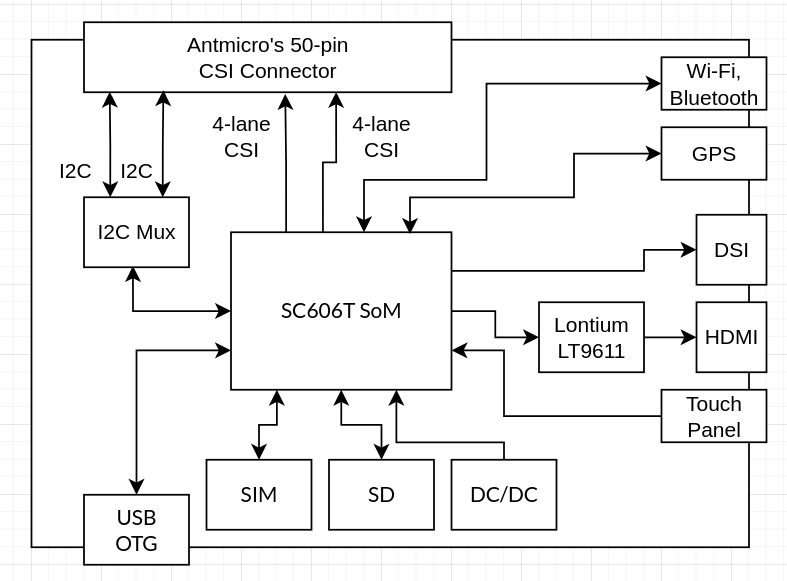 Antmicro's 50-pin
CSI Connector
Wi-Fi,
Bluetooth
4-lane
CSI
4-lane
CSI
GPS
I2C
I2C
I2C Mux
DSI
SC606T SoM
Lontium
LT9611
HDMI
Touch
Panel
SIM
SD
DC/DC
USB
OTG